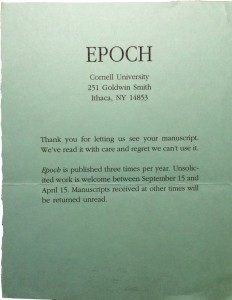 EPOCH
Cornell University
251 Goldwin Smith
Ithaca, NY 14853
Thank you for letting us see your manuscript.
We've read it with care and regret we can't use it.
Epoch is published three times per year. Unsolic-
ited work is welcome between September 15 and
April 15. Manuscripts received at other times will
be returned unread.